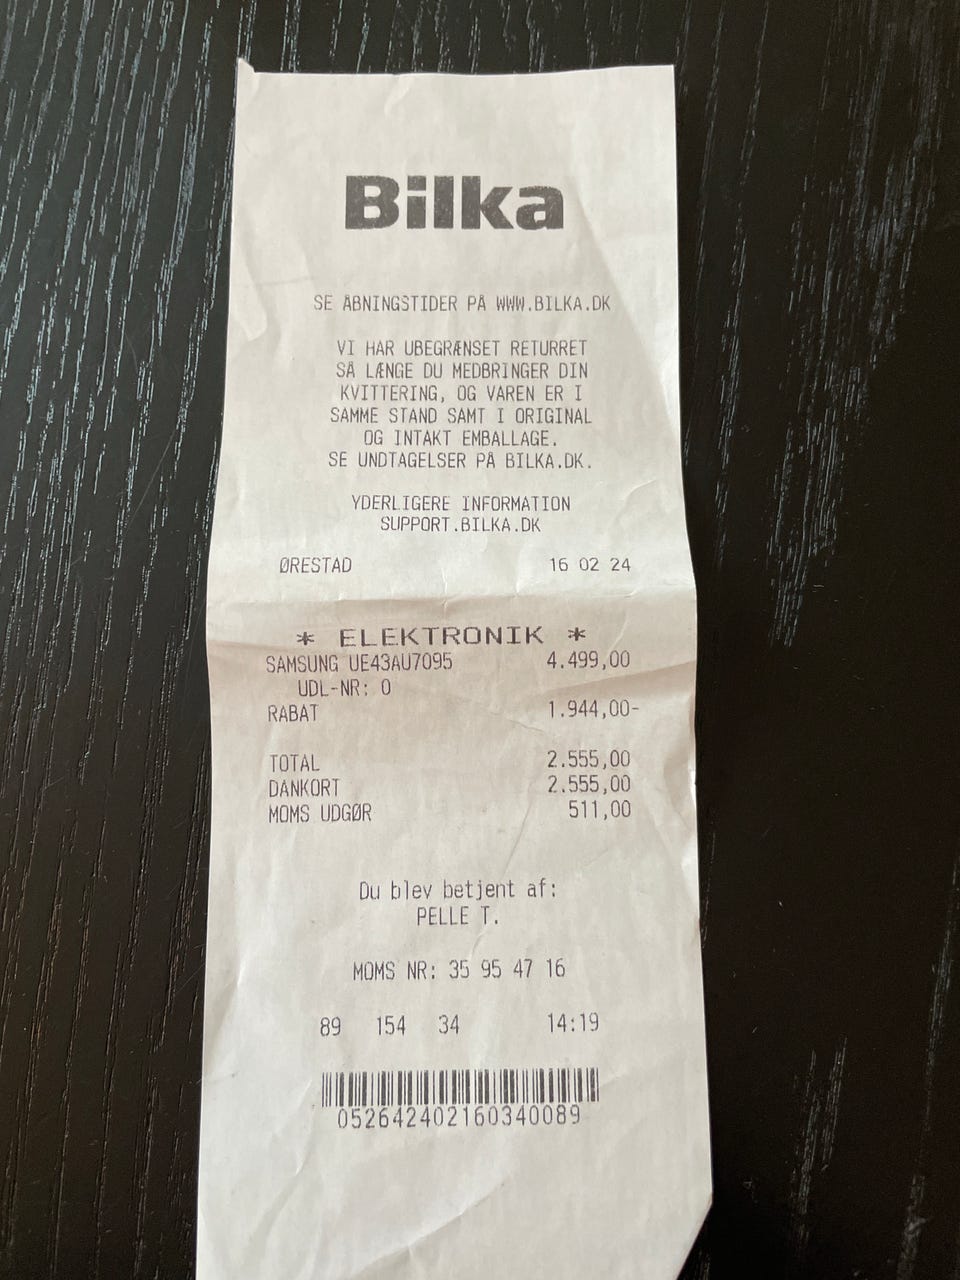 Bilka
SE ÅBNINGSTIDER PÅ WWW.BILKA.DK
VI HAR UBEGRÆNSET RETURRET
SÅ LÆNGE DU MEDBRINGER DIN
KVITTERING, OG VAREN ER I
SAMME STAND SAMT I ORIGINAL
OG INTAKT EMBALLAGE.
SE UNDTAGELSER PÅ BILKA.DK.
YDERLIGERE INFORMATION
SUPPORT.BILKA.DK
ØRESTAD 16 02 24
* ELEKTRONIK *
SAMSUNG UE43AU7095 4.499,00
UDL-NR: 0
RABAT 1.944,00-
TOTAL 2.555,00
DANKORT 2.555,00
MOMS UDGØR 511,00
Du blev betjent af:
PELLE T.
MOMS NR: 35 95 47 16
89 154 34 14:19
052642402160340089